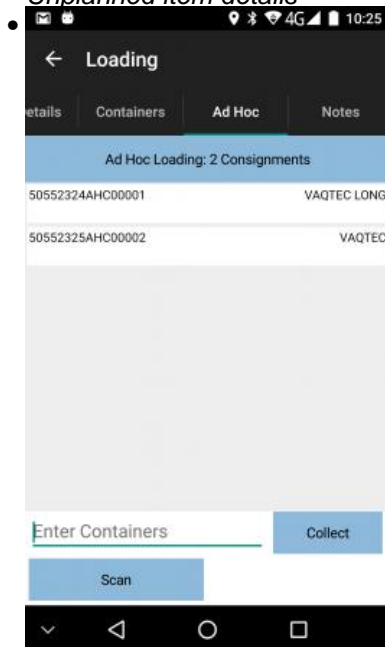 Unplanned item details
4G 10:25
Loading
etails Containers Ad Hoc Notes
Ad Hoc Loading: 2 Consignments
50552324AHC00001 VAQTEC LONG
50552325AHC00002 VAQTEC
Enter Containers Collect
Scan